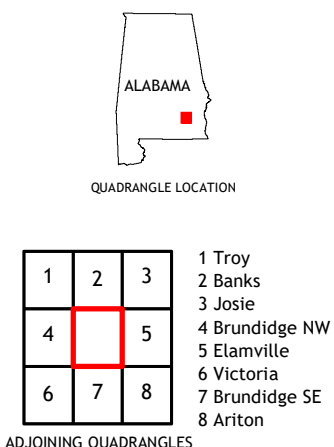 ALABAMA
QUADRANGLE LOCATION
1 2 3
4 5
6 7 8
1 Troy
2 Banks
3 Josie
4 Brundidge NW
5 Elamville
6 Victoria
7 Brundidge SE
8 Ariton
ADJOINING QUADRANGLES